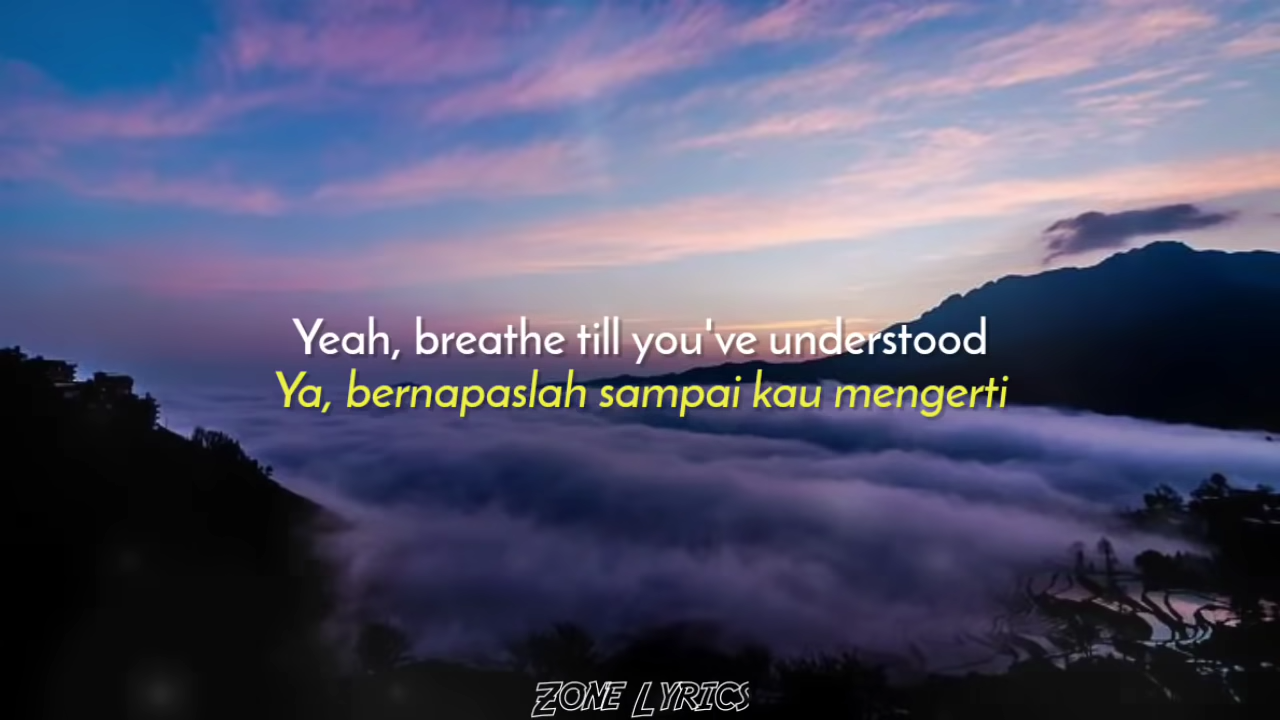 Yeah, breathe till you've understood
Ya, bernapaslah sampai kau mengerti
ZONE LYRICS